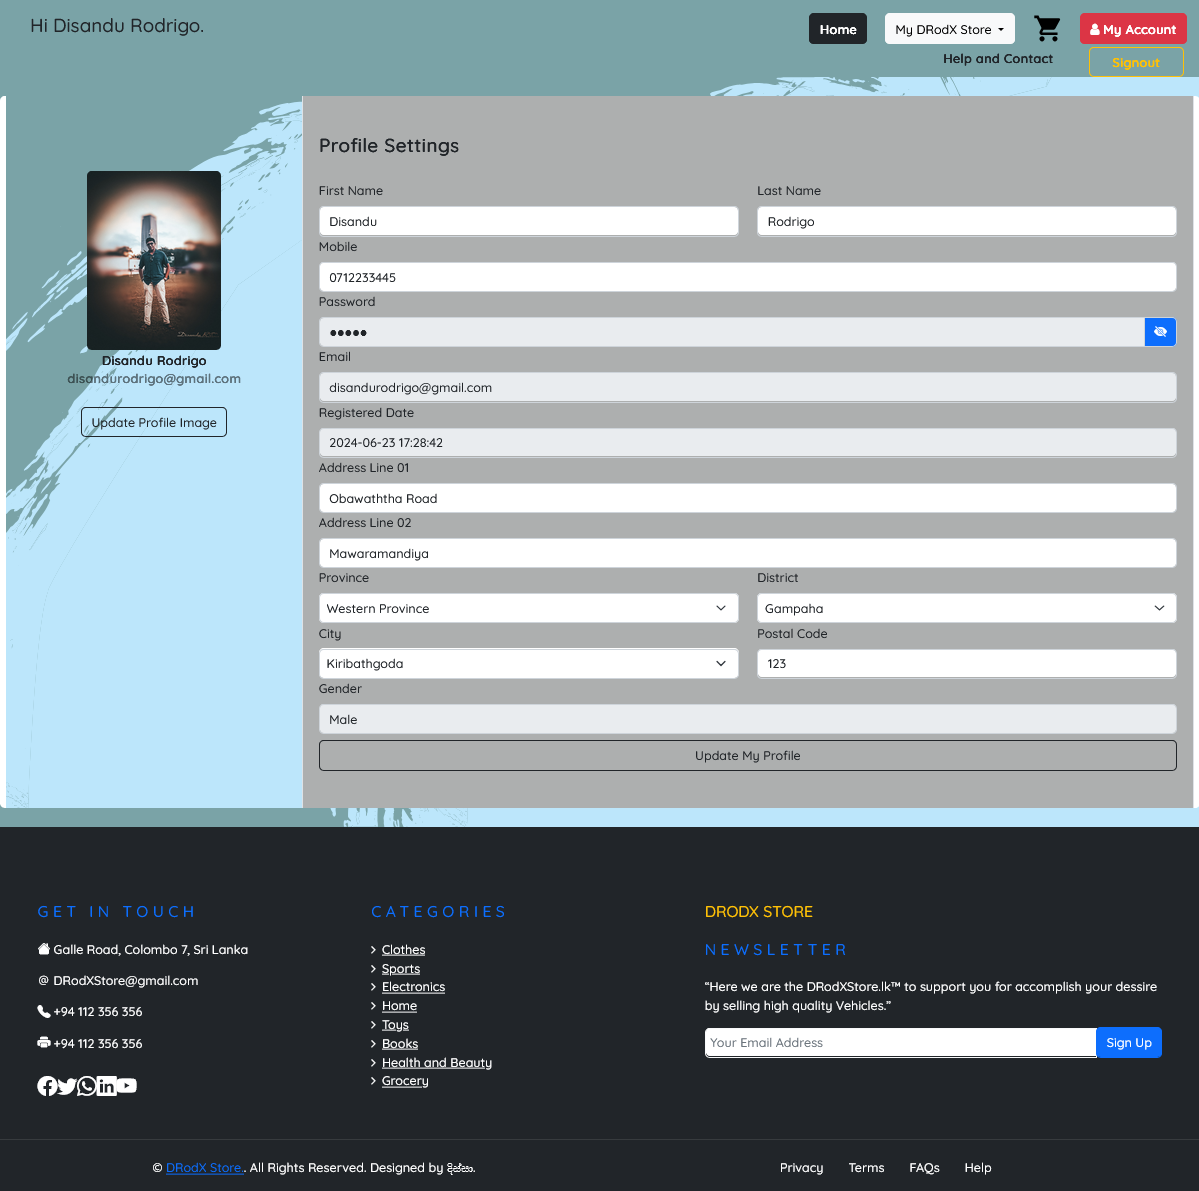 Hi Disandu Rodrigo.
Home
My DRodX Store
My Account
Help and Contact
Signout
Disandu Rodrigo
disandurodrigo@gmail.com
Update Profile Image
Profile Settings
First Name
Last Name
Disandu
Rodrigo
Mobile
0712233445
Password
●●●●●
Email
disandurodrigo@gmail.com
Registered Date
2024-06-23 17:28:42
Address Line 01
Obawaththa Road
Address Line 02
Mawaramandiya
Province
District
Western Province
Gampaha
City
Postal Code
Kiribathgoda
123
Gender
Male
Update My Profile
GET IN TOUCH
Galle Road, Colombo 7, Sri Lanka
@ DRodXStore@gmail.com
+94 112 356 356
+94 112 356 356
CATEGORIES
Clothes
Sports
Electronics
Home
Toys
Books
Health and Beauty
Grocery
DRODX STORE
NEWSLETTER
“Here we are the DRodXStore.lk™ to support you for accomplish your dessire
by selling high quality Vehicles.”
Your Email Address
Sign Up
© DRodX Store.. All Rights Reserved. Designed by
Privacy
Terms
FAQs
Help